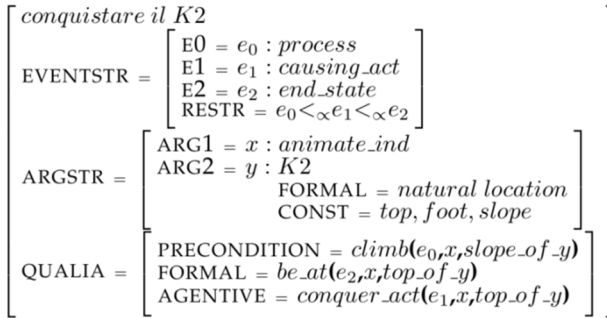 conquistare il K2
EVENTSTR =
E0 = e₀ : process
E1 = e₁ : causing_act
E2 = e₂ : end_state
RESTR = e₀<∝e₁<∝e₂
ARGSTR =
ARG1 = x : animate_ind
ARG2 = y : K2
FORMAL = natural location
CONST = top, foot, slope
QUALIA =
PRECONDITION = climb(e₀,x,slope_of_y)
FORMAL = be_at(e₂,x,top_of_y)
AGENTIVE = conquer_act(e₁,x,top_of_y)